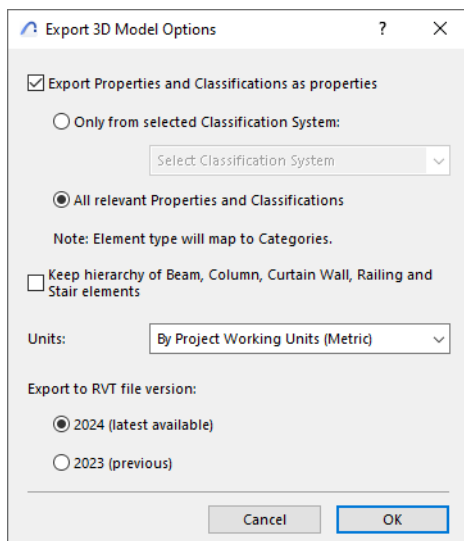 Export 3D Model Options
?
Export Properties and Classifications as properties
Only from selected Classification System:
Select Classification System
All relevant Properties and Classifications
Note: Element type will map to Categories.
Keep hierarchy of Beam, Column, Curtain Wall, Railing and
Stair elements
Units:
By Project Working Units (Metric)
Export to RVT file version:
2024 (latest available)
2023 (previous)
Cancel
OK